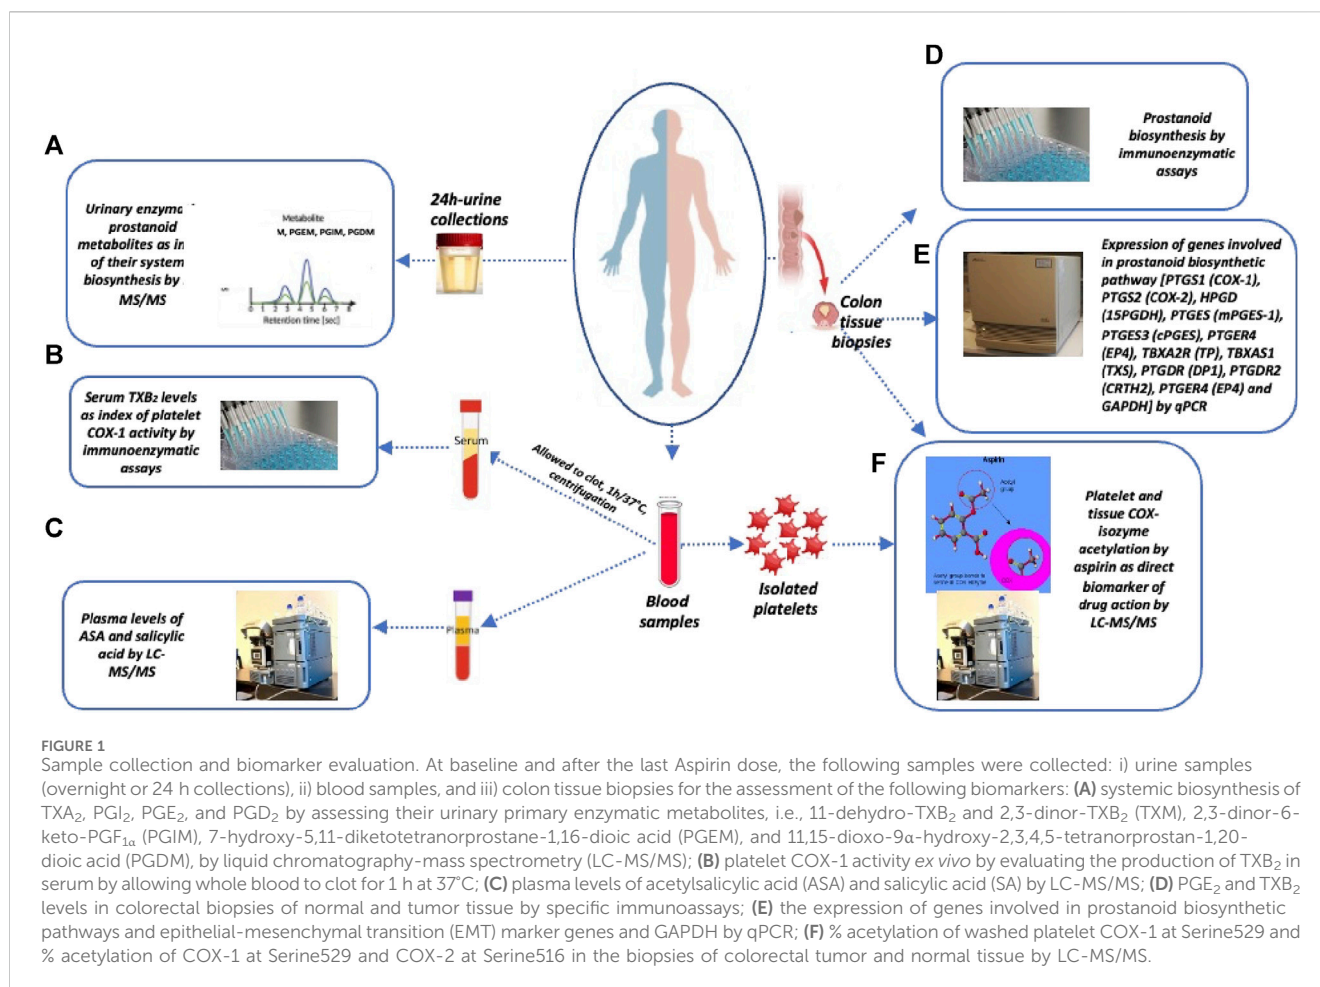 A
Urinary enzyma
prostanoid
metabolites as in
of their system
biosynthesis by
MS/MS
Metabolite
M, PGEM, PGIM, PGDM
0 1 2 3 4 5 6 7 8
Retention time [sec]
24h-urine
collections
B
Serum TXB₂ levels
as index of platelet
COX-1 activity by
immunoenzymatic
assays
Serum
Allowed to clot, 1h/37°C,
centrifugation
C
Plasma levels of
ASA and salicylic
acid by LC-
MS/MS
Plasma
Blood
samples
Isolated
platelets
Colon
tissue
biopsies
D
Prostanoid
biosynthesis by
immunoenzymatic
assays
E
Expression of genes involved
in prostanoid biosynthetic
pathway [PTGS1 (COX-1),
PTGS2 (COX-2), HPGD
(15PGDH), PTGES (mPGES-1),
PTGES3 (cPGES), PTGER4
(EP4), TBXA2R (TP), TBXAS1
(TXS), PTGDR (DP1), PTGDR2
(CRTH2), PTGER4 (EP4) and
GAPDH] by qPCR
F
Aspirin
Acetyl
group
Platelet and
tissue COX-
isozyme
acetylation by
aspirin as direct
biomarker of
drug action by
LC-MS/MS
FIGURE 1
Sample collection and biomarker evaluation. At baseline and after the last Aspirin dose, the following samples were collected: i) urine samples
(overnight or 24 h collections), ii) blood samples, and iii) colon tissue biopsies for the assessment of the following biomarkers: (A) systemic biosynthesis of
TXA₂, PGI₂, PGE₂, and PGD₂ by assessing their urinary primary enzymatic metabolites, i.e., 11-dehydro-TXB₂ and 2,3-dinor-TXB₂ (TXM), 2,3-dinor-6-
keto-PGF₁α (PGIM), 7-hydroxy-5,11-diketotetranorprostane-1,16-dioic acid (PGEM), and 11,15-dioxo-9α-hydroxy-2,3,4,5-tetranorprostan-1,20-
dioic acid (PGDM), by liquid chromatography-mass spectrometry (LC-MS/MS); (B) platelet COX-1 activity ex vivo by evaluating the production of TXB₂ in
serum by allowing whole blood to clot for 1 h at 37°C; (C) plasma levels of acetylsalicylic acid (ASA) and salicylic acid (SA) by LC-MS/MS; (D) PGE₂ and TXB₂
levels in colorectal biopsies of normal and tumor tissue by specific immunoassays; (E) the expression of genes involved in prostanoid biosynthetic
pathways and epithelial-mesenchymal transition (EMT) marker genes and GAPDH by qPCR; (F) % acetylation of washed platelet COX-1 at Serine529 and
% acetylation of COX-1 at Serine529 and COX-2 at Serine516 in the biopsies of colorectal tumor and normal tissue by LC-MS/MS.